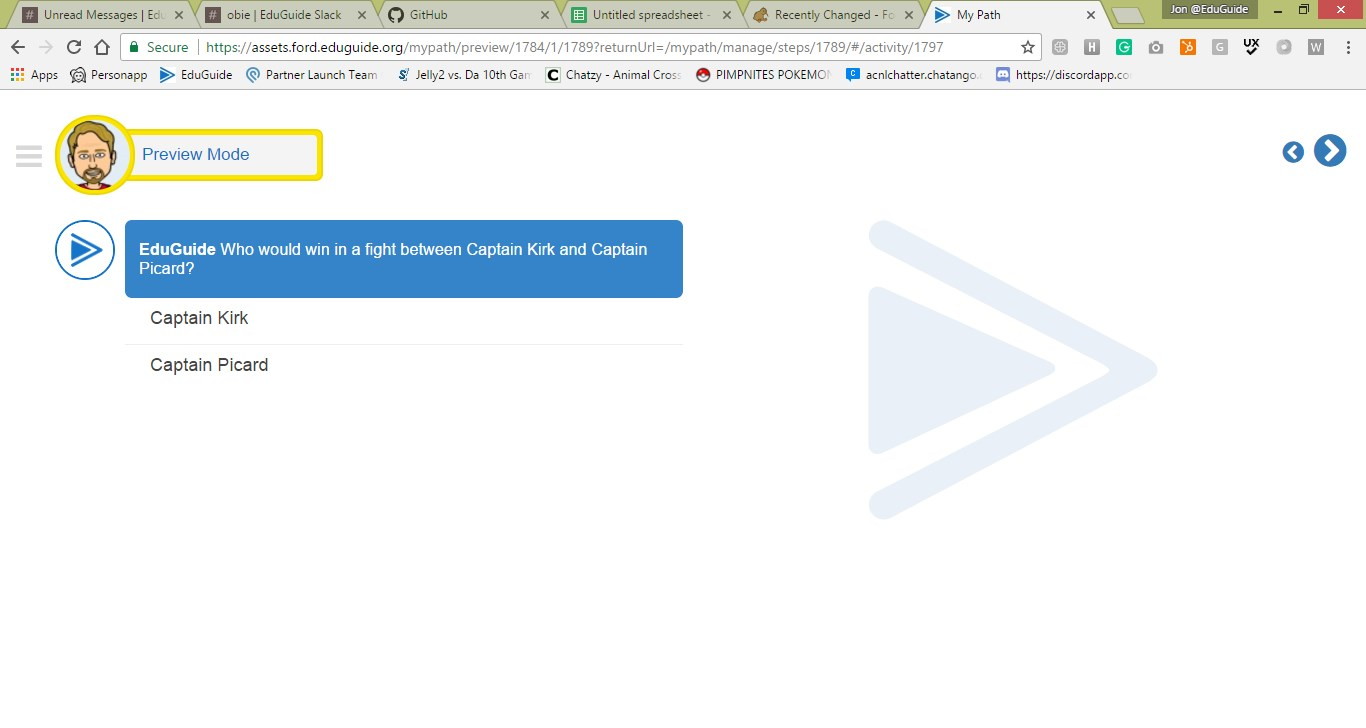 Unread Messages | Edu
obie | EduGuide Slack
GitHub
Untitled spreadsheet -
Recently Changed - Fo
My Path
Jon @EduGuide
Secure
https://assets.ford.eduguide.org/mypath/preview/1784/1/1789?returnUrl=/mypath/manage/steps/1789/#/activity/1797
H
G
G
UX
W
Apps
Personapp
EduGuide
Partner Launch Team
Jelly2 vs. Da 10th Gam
C Chatzy - Animal Cross
PIMPNITES POKEMON
acnlchatter.chatango.c
https://discordapp.co
Preview Mode
EduGuide Who would win in a fight between Captain Kirk and Captain
Picard?
Captain Kirk
Captain Picard